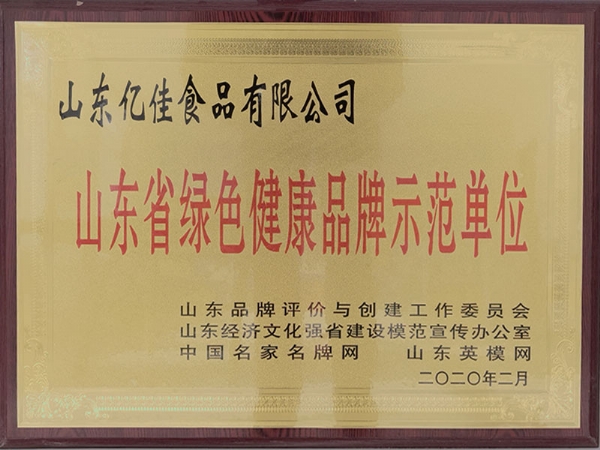 山东亿佳食品有限公司
山东省绿色健康品牌示范单位
山东品牌评价与创建工作委员会
山东经济文化强省建设模范宣传办公室
中国名家名牌网 山东英模网
二〇二〇年二月